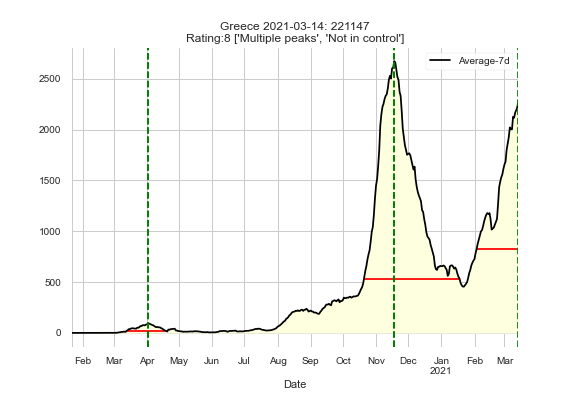 Greece 2021-03-14: 221147
Rating:8 ['Multiple peaks', 'Not in control']
Average-7d
2500
2000
1500
1000
500
0
Feb Mar Apr May Jun Jul Aug Sep Oct Nov Dec Jan Feb Mar
2021
Date